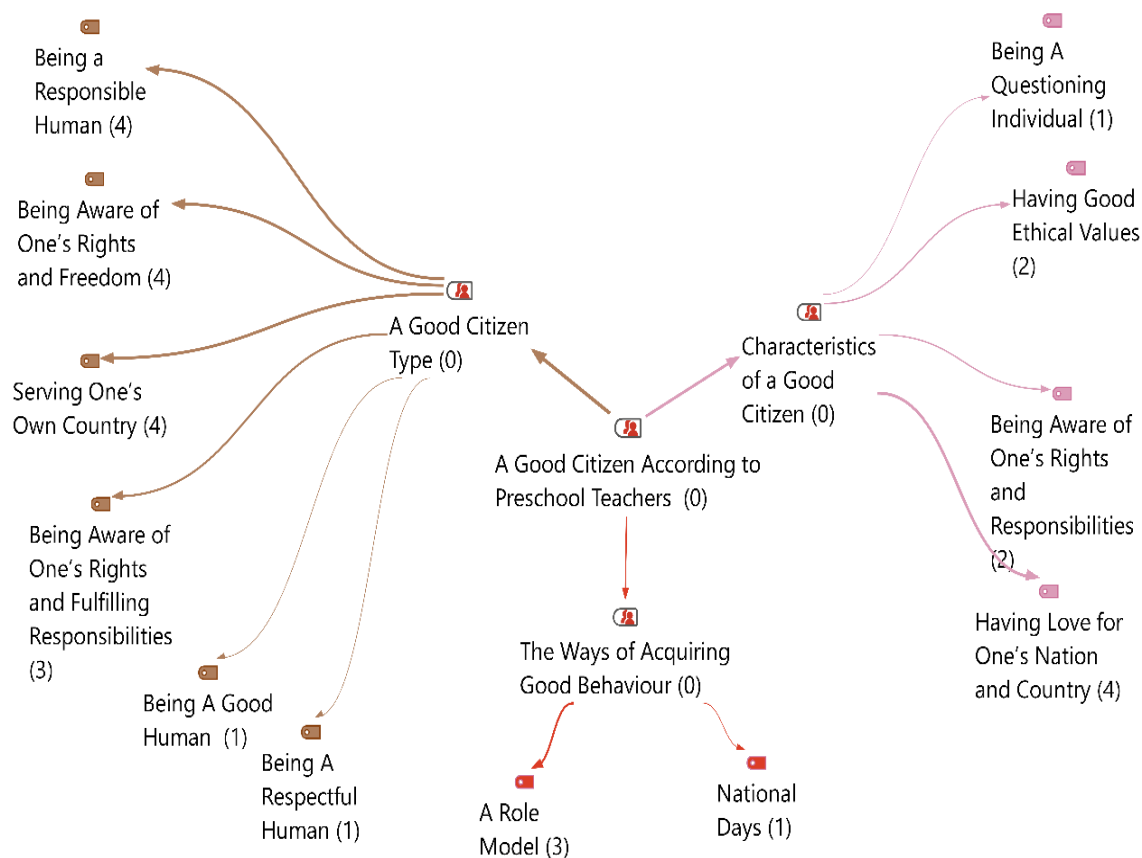 Being a
Responsible
Human (4)
Being Aware of
One's Rights
and Freedom (4)
Serving One's
Own Country (4)
Being Aware of
One's Rights
and Fulfilling
Responsibilities
(3)
Being A Good
Human (1)
Being A
Respectful
Human (1)
A Good Citizen
Type (0)
A Good Citizen According to
Preschool Teachers (0)
The Ways of Acquiring
Good Behaviour (0)
A Role
Model (3)
National
Days (1)
Characteristics
of a Good
Citizen (0)
Being A
Questioning
Individual (1)
Having Good
Ethical Values
(2)
Being Aware of
One's Rights
and
Responsibilities
(2)
Having Love for
One's Nation
and Country (4)